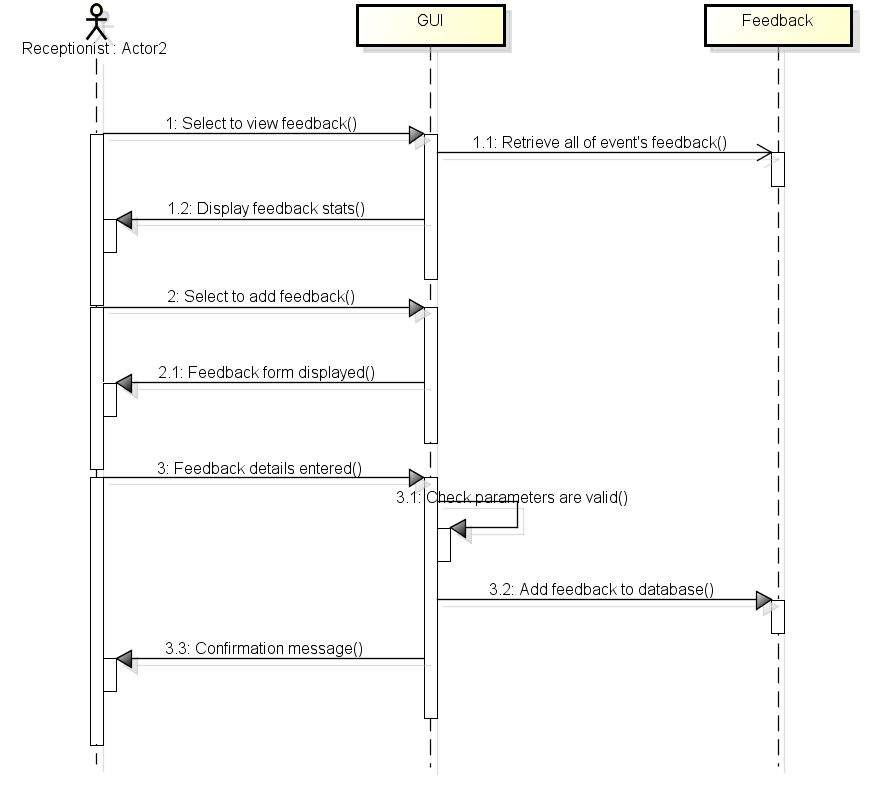 GUI
Feedback
Receptionist : Actor2
1: Select to view feedback()
1.1: Retrieve all of event's feedback()
1.2: Display feedback stats()
2: Select to add feedback()
2.1: Feedback form displayed()
3: Feedback details entered()
3.1: Check parameters are valid()
3.2: Add feedback to database()
3.3: Confirmation message()